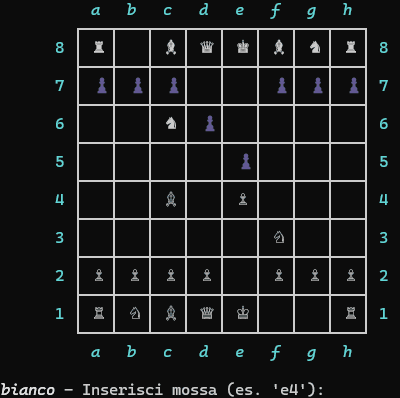 a b c d e f g h
8 ♜ ♝ ♛ ♚ ♝ ♞ ♜ 8
7 ♟ ♟ ♟ ♟ ♟ ♟ 7
6 ♞ ♟ 6
5 ♟ 5
4 ♗ ♙ 4
3 ♘ 3
2 ♙ ♙ ♙ ♙ ♙ ♙ ♙ 2
1 ♖ ♘ ♗ ♕ ♔ ♖ 1
a b c d e f g h
bianco – Inserisci mossa (es. 'e4'):